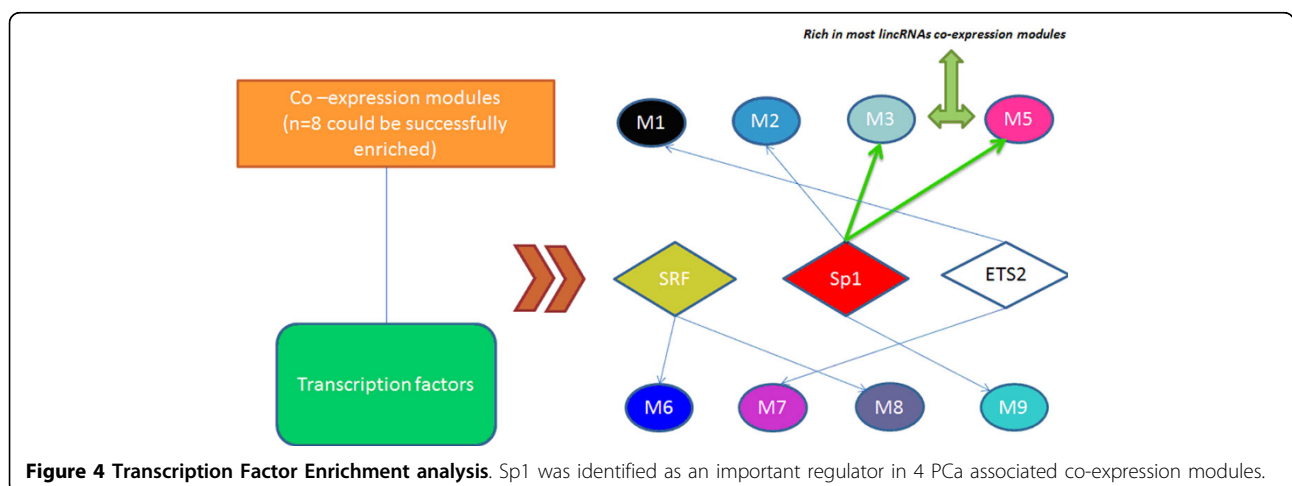 Rich in most lincRNAs co-expression modules
Co –expression modules
(n=8 could be successfully
enriched)
M1
M2
M3
M5
SRF
Sp1
ETS2
Transcription factors
M6
M7
M8
M9
Figure 4 Transcription Factor Enrichment analysis. Sp1 was identified as an important regulator in 4 PCa associated co-expression modules.